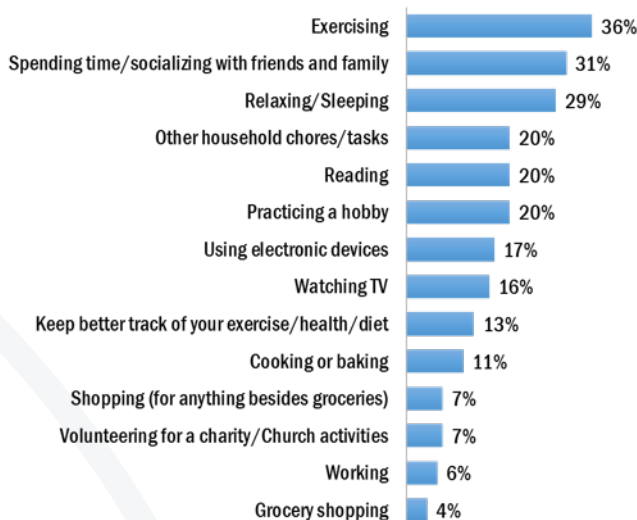 Exercising 36%
Spending time/socializing with friends and family 31%
Relaxing/Sleeping 29%
Other household chores/tasks 20%
Reading 20%
Practicing a hobby 20%
Using electronic devices 17%
Watching TV 16%
Keep better track of your exercise/health/diet 13%
Cooking or baking 11%
Shopping (for anything besides groceries) 7%
Volunteering for a charity/Church activities 7%
Working 6%
Grocery shopping 4%